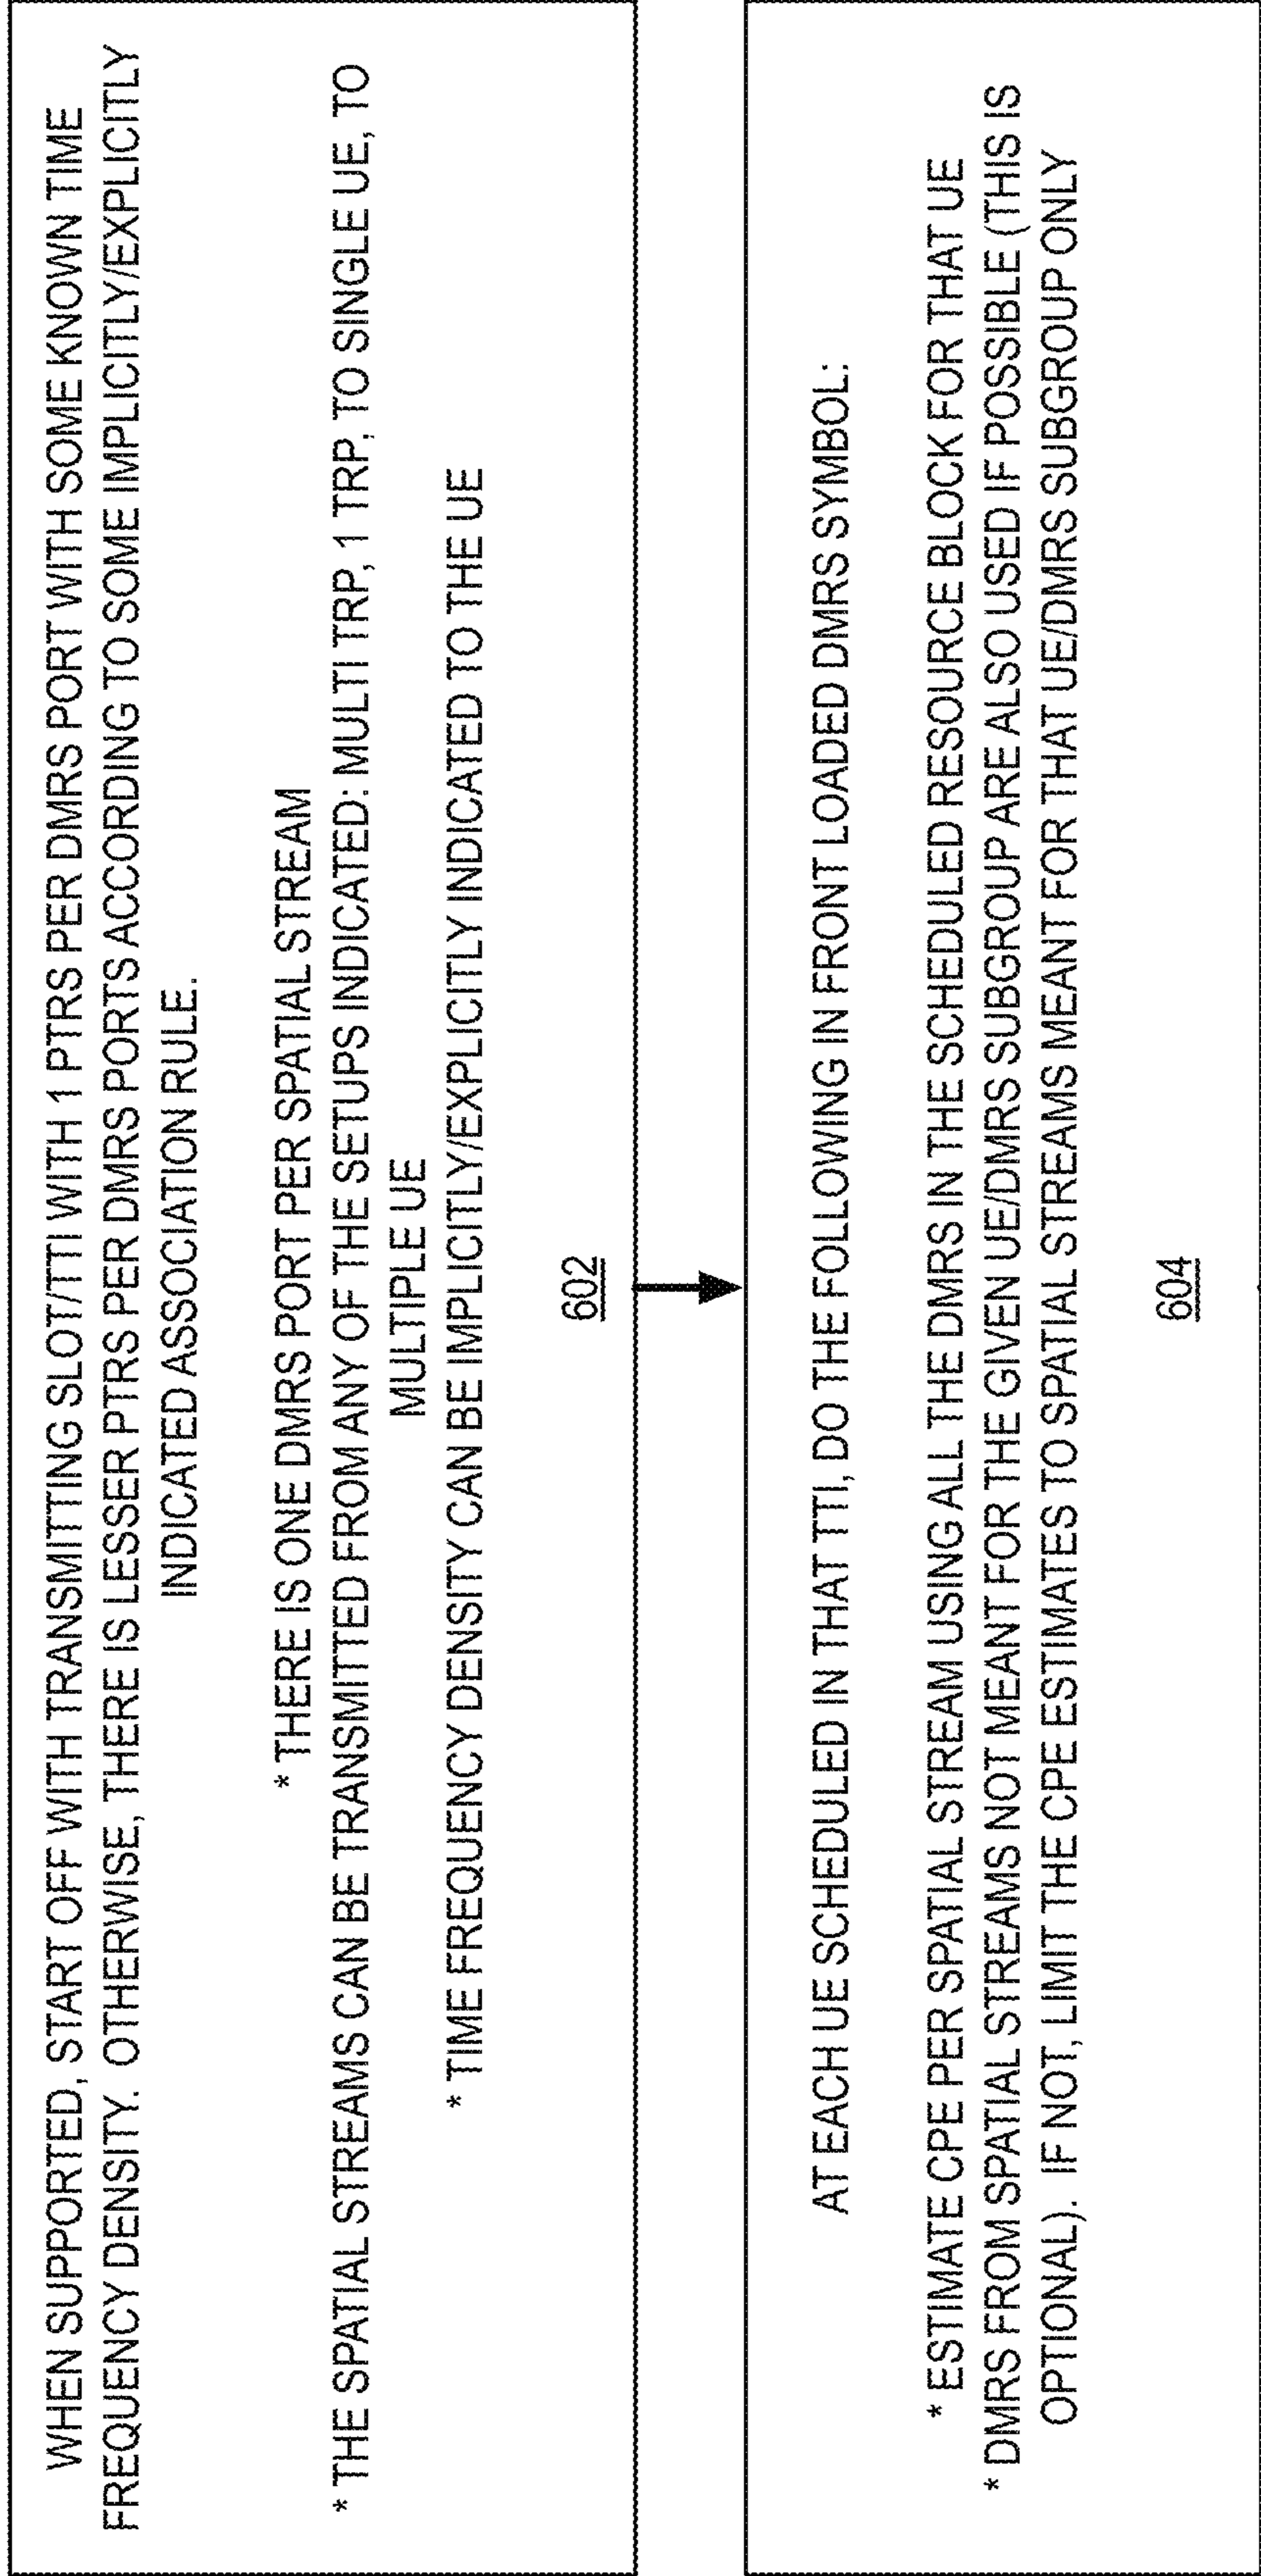 WHEN SUPPORTED, START OFF WITH TRANSMITTING SLOT/TTI WITH 1 PTRS PER DMRS PORT WITH SOME KNOWN TIME
FREQUENCY DENSITY. OTHERWISE, THERE IS LESSER PTRS PER DMRS PORTS ACCORDING TO SOME IMPLICITLY/EXPLICITLY
INDICATED ASSOCIATION RULE.
* THERE IS ONE DMRS PORT PER SPATIAL STREAM
* THE SPATIAL STREAMS CAN BE TRANSMITTED FROM ANY OF THE SETUPS INDICATED: MULTI TRP, 1 TRP, TO SINGLE UE, TO
MULTIPLE UE
* TIME FREQUENCY DENSITY CAN BE IMPLICITLY/EXPLICITLY INDICATED TO THE UE
602
AT EACH UE SCHEDULED IN THAT TTI, DO THE FOLLOWING IN FRONT LOADED DMRS SYMBOL:
* ESTIMATE CPE PER SPATIAL STREAM USING ALL THE DMRS IN THE SCHEDULED RESOURCE BLOCK FOR THAT UE
* DMRS FROM SPATIAL STREAMS NOT MEANT FOR THE GIVEN UE/DMRS SUBGROUP ARE ALSO USED IF POSSIBLE (THIS IS
OPTIONAL). IF NOT, LIMIT THE CPE ESTIMATES TO SPATIAL STREAMS MEANT FOR THAT UE/DMRS SUBGROUP ONLY
604